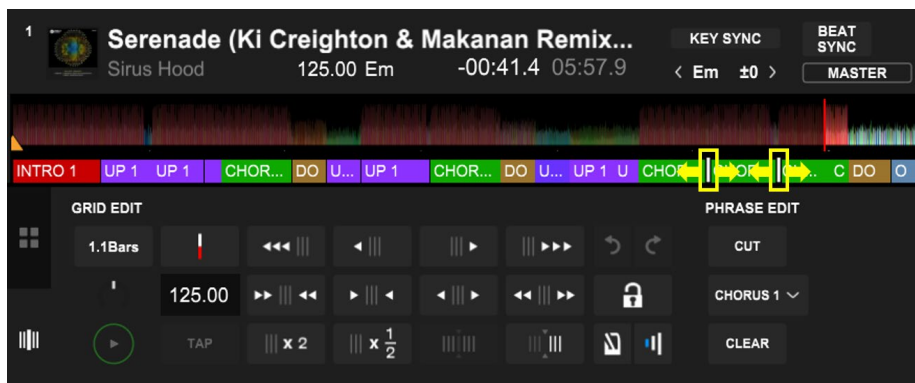 1
Serenade (Ki Creighton & Makanan Remix...
KEY SYNC
BEAT
SYNC
Sirus Hood 125.00 Em -00:41.4 05:57.9
< Em ±0 >
MASTER
INTRO 1 UP 1 UP 1 CHOR... DO U... UP 1 CHOR... DO U... UP 1 U C DO O
GRID EDIT
PHRASE EDIT
1.1Bars
CUT
125.00
CHORUS 1
TAP
x 2
x 1/2
CLEAR